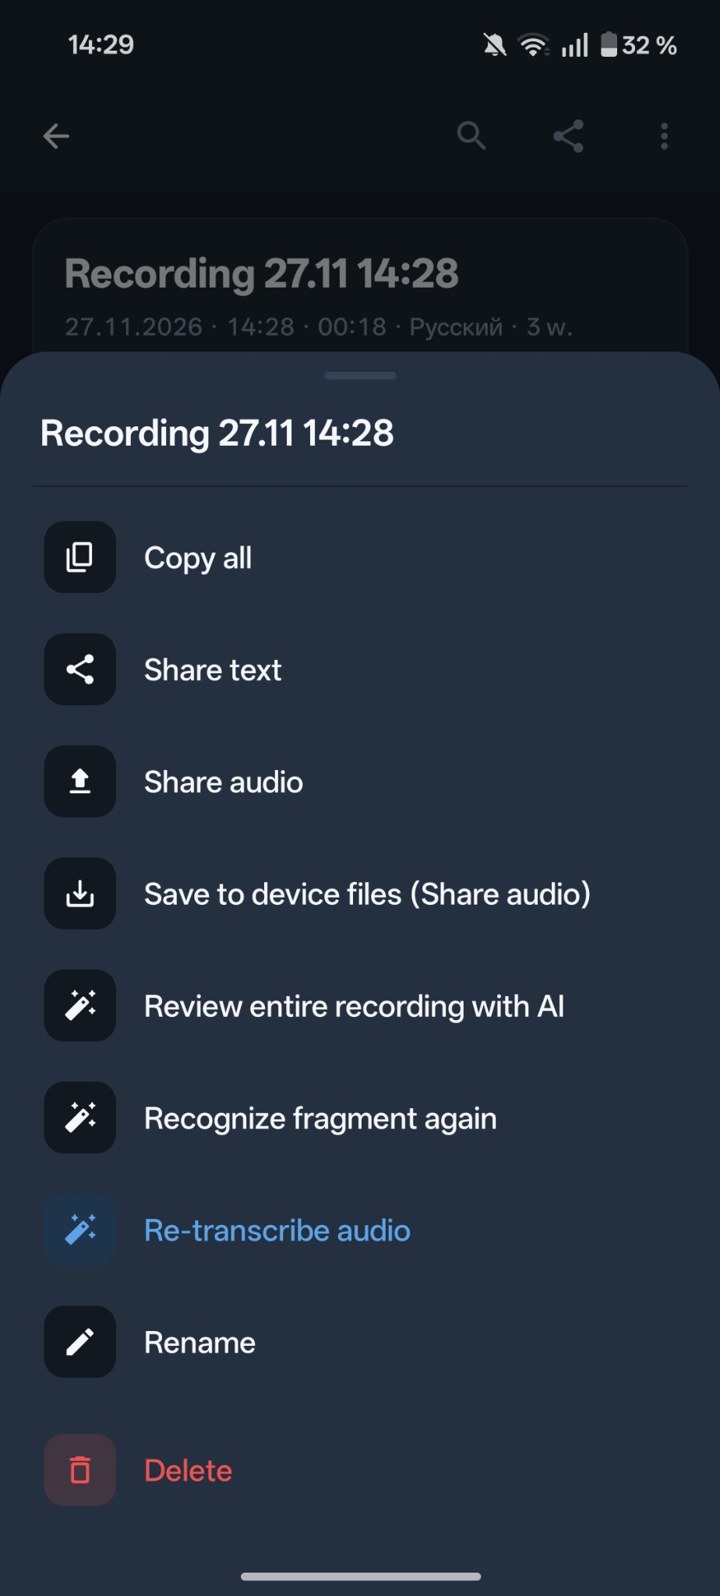 14:29
32 %
Recording 27.11 14:28
27.11.2026 · 14:28 · 00:18 · Русский · 3 w.
Recording 27.11 14:28
Copy all
Share text
Share audio
Save to device files (Share audio)
Review entire recording with AI
Recognize fragment again
Re-transcribe audio
Rename
Delete